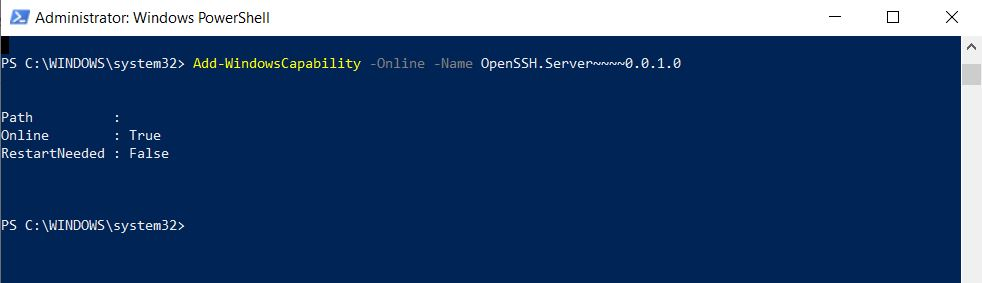 Administrator: Windows PowerShell
PS C:\WINDOWS\system32> Add-WindowsCapability -Online -Name OpenSSH.Server~~~~0.0.1.0
Path          :
Online        : True
RestartNeeded : False
PS C:\WINDOWS\system32>